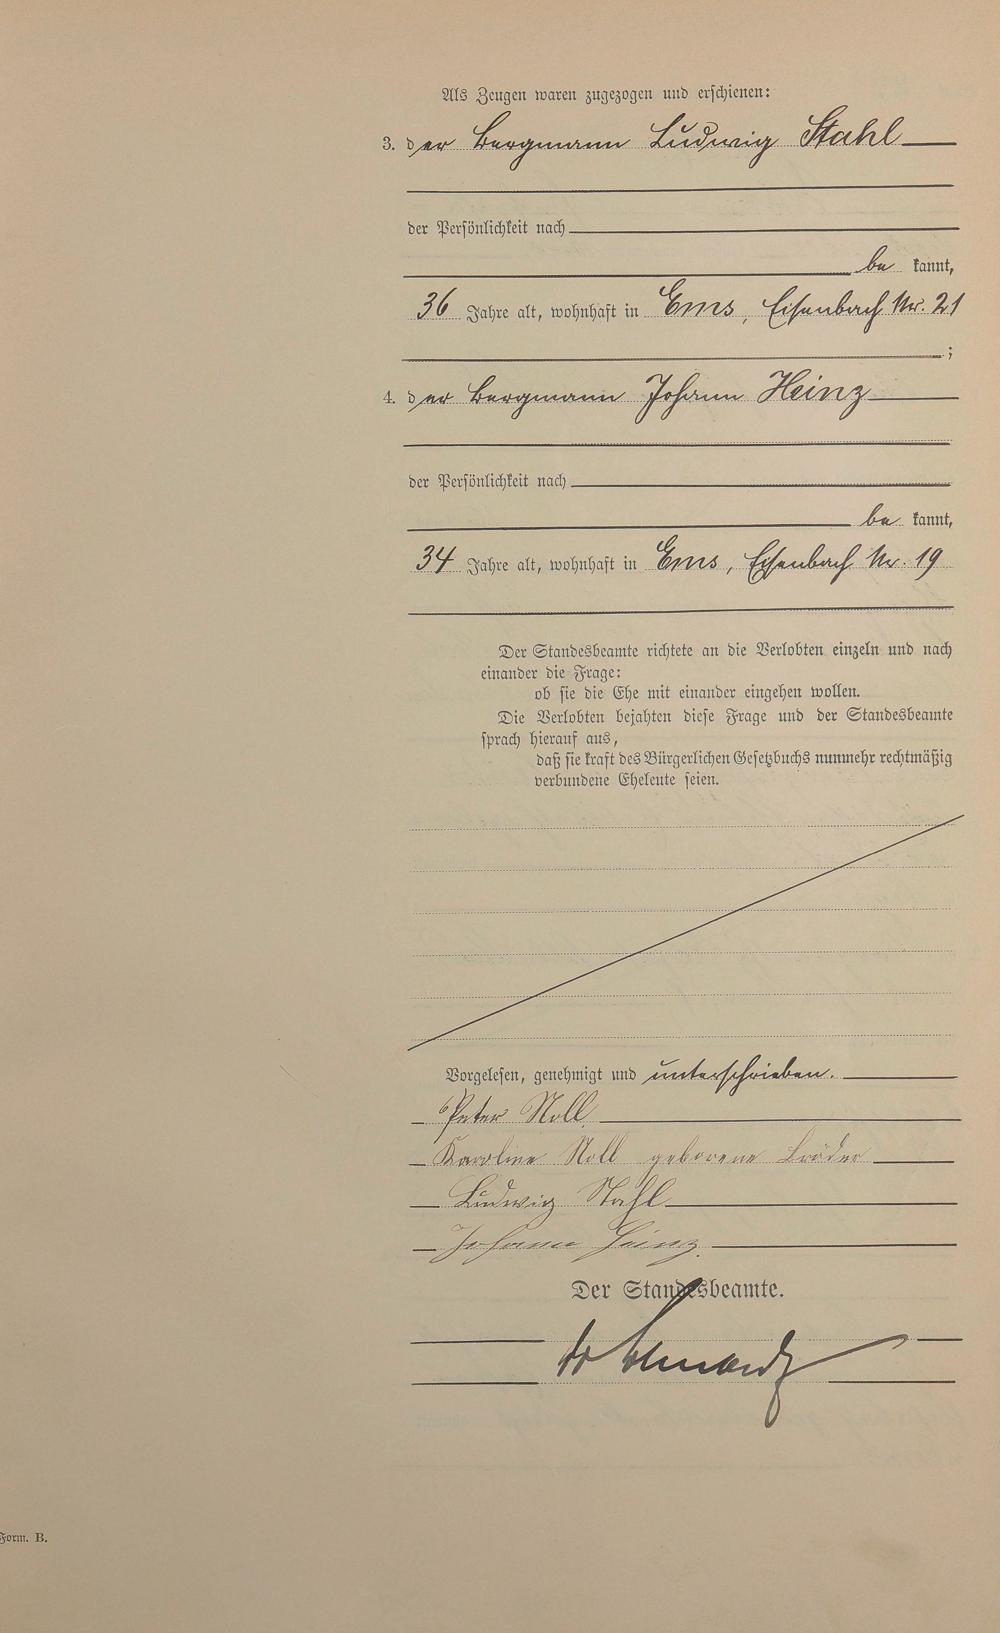 Als Zeugen waren zugezogen und erschienen:
3. der Bergmann Ludwig Stahl
der Persönlichkeit nach
be kannt,
36 Jahre alt, wohnhaft in Ems, Eisenbach Nr. 21
;
4. der Bergmann Johann Heinz
der Persönlichkeit nach
be kannt,
34 Jahre alt, wohnhaft in Ems, Eisenbach Nr. 19
Der Standesbeamte richtete an die Verlobten einzeln und nach
einander die Frage:
ob sie die Ehe mit einander eingehen wollen.
Die Verlobten bejahten diese Frage und der Standesbeamte
sprach hierauf aus,
daß sie kraft des Bürgerlichen Gesetzbuchs nunmehr rechtmäßig
verbundene Eheleute seien.
Vorgelesen, genehmigt und unterschrieben.
Peter Noll.
Karoline Noll geborene Bröder
Ludwig Stahl
Johann Heinz.
Der Standesbeamte.
Form. B.